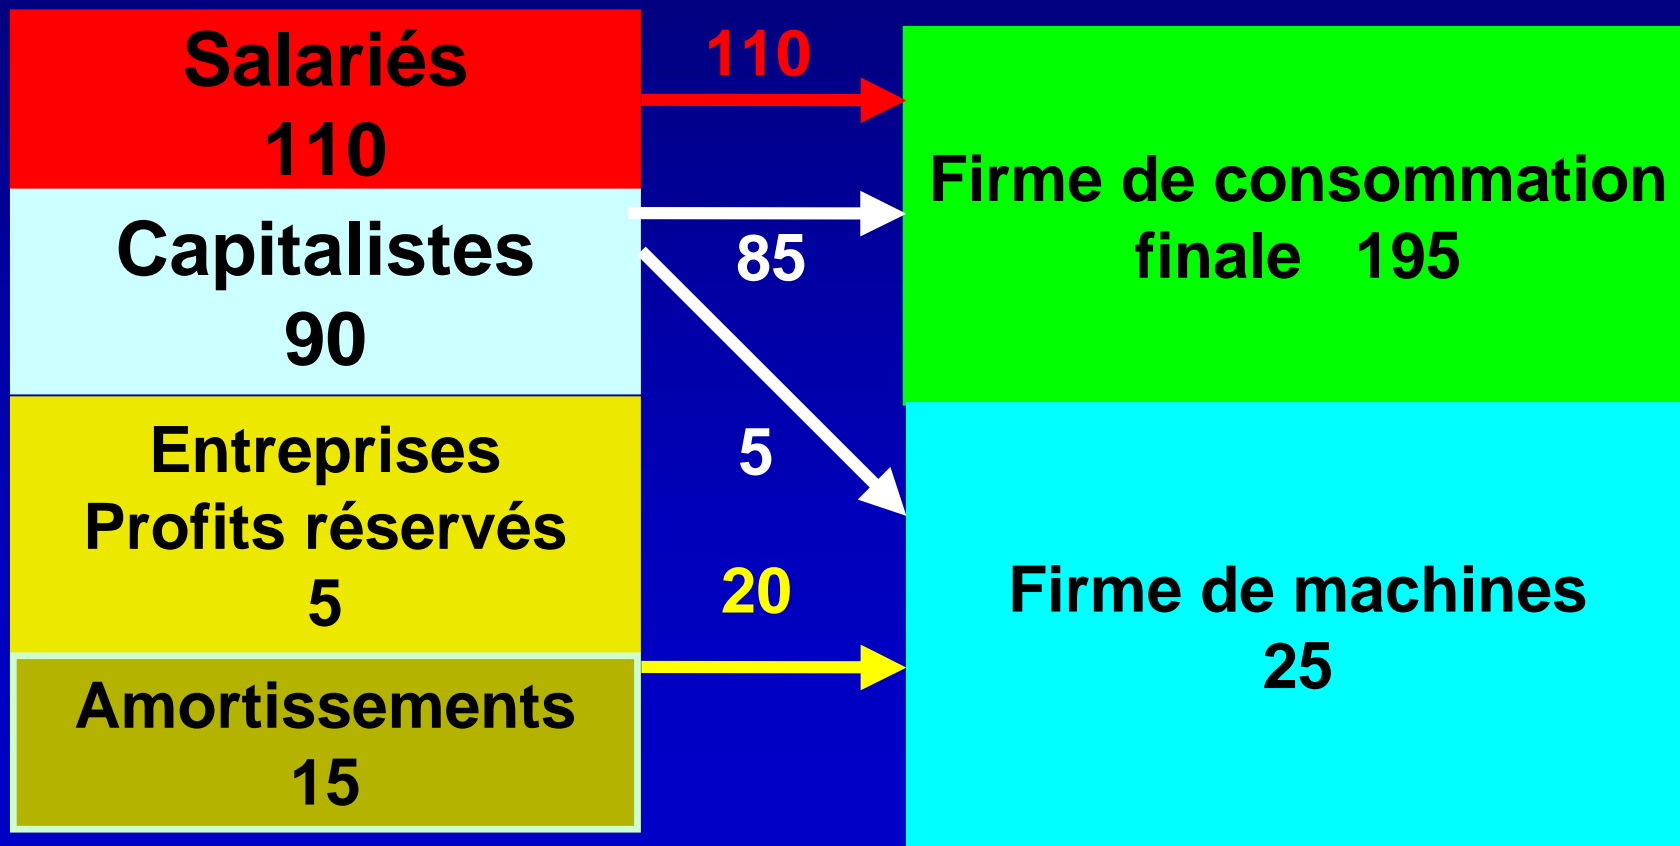 Salariés
110
Capitalistes
90
Entreprises
Profits réservés
5
Amortissements
15
110
85
5
20
Firme de consommation
finale 195
Firme de machines
25